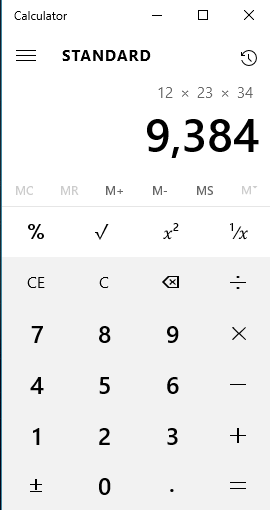 Calculator
STANDARD
12 × 23 × 34
9,384
MC MR M+ M- MS M˅
% √ x² ¹/x
CE C ÷
7 8 9 ×
4 5 6 −
1 2 3 +
± 0 . =